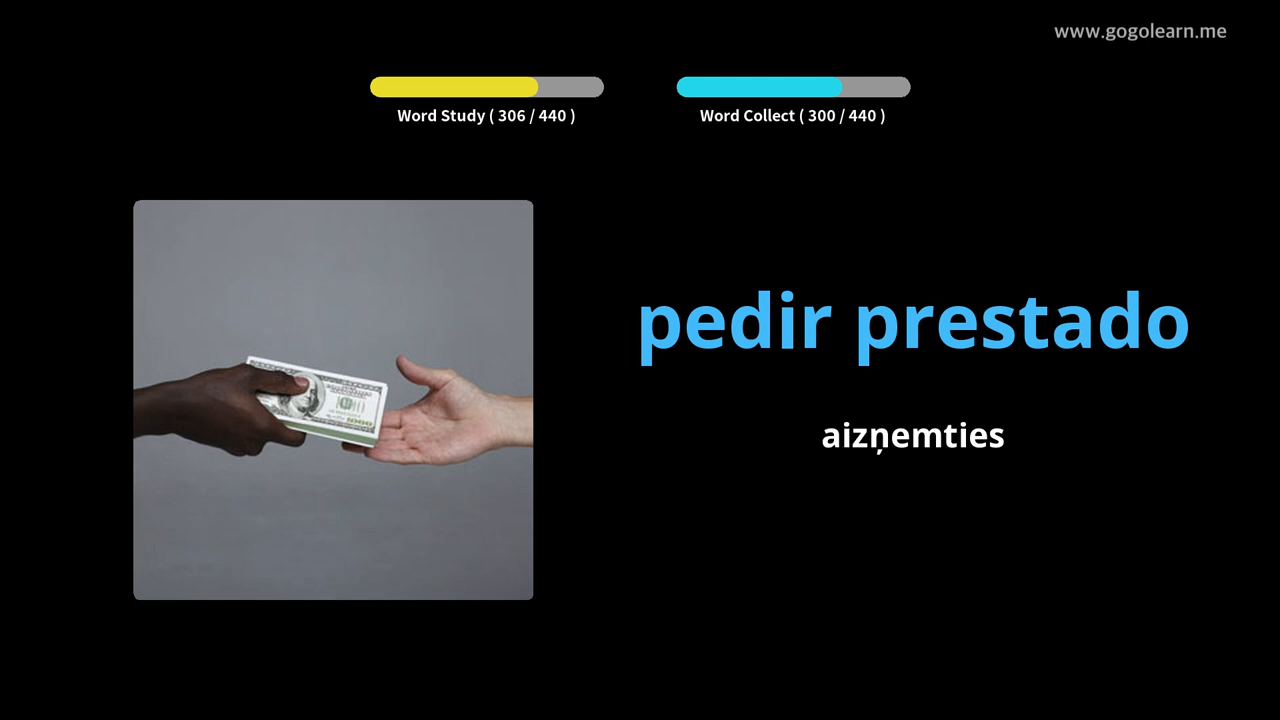 www.gogolearn.me
Word Study ( 306 / 440 )
Word Collect ( 300 / 440 )
pedir prestado
aizņemties